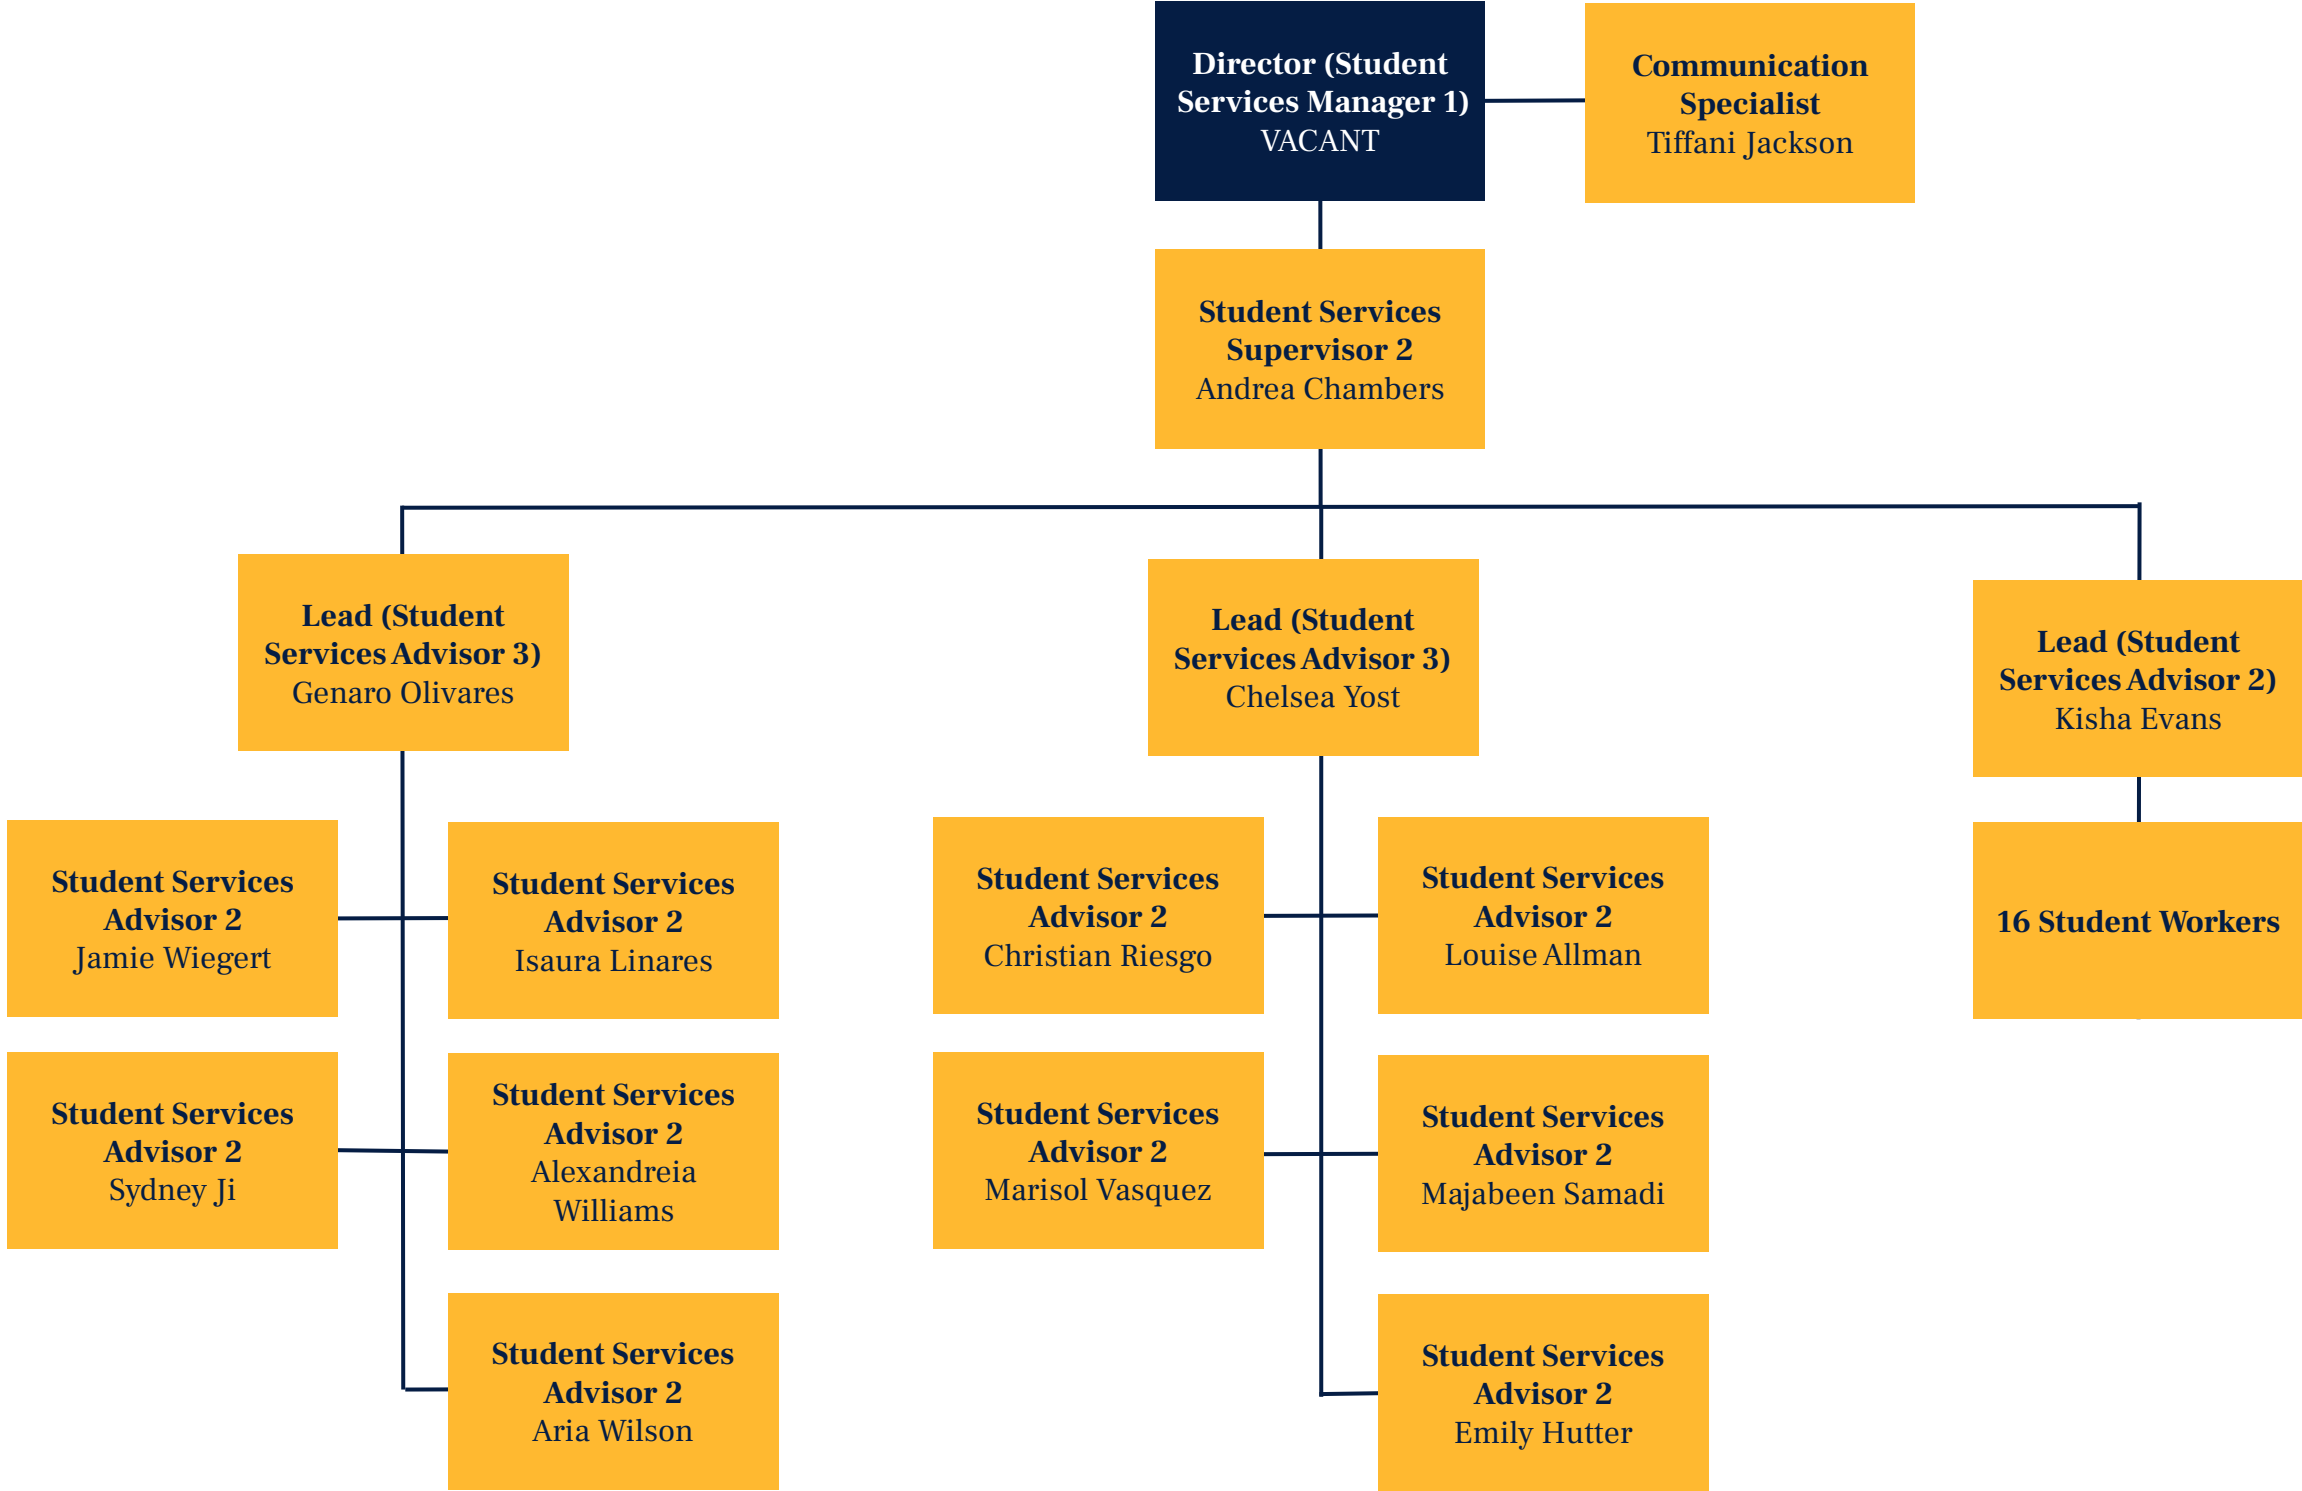 Director (Student
Services Manager 1)
VACANT
Communication
Specialist
Tiffani Jackson
Student Services
Supervisor 2
Andrea Chambers
Lead (Student
Services Advisor 3)
Genaro Olivares
Lead (Student
Services Advisor 3)
Chelsea Yost
Lead (Student
Services Advisor 2)
Kisha Evans
Student Services
Advisor 2
Jamie Wiegert
Student Services
Advisor 2
Isaura Linares
Student Services
Advisor 2
Christian Riesgo
Student Services
Advisor 2
Louise Allman
16 Student Workers
Student Services
Advisor 2
Sydney Ji
Student Services
Advisor 2
Alexandreia
Williams
Student Services
Advisor 2
Marisol Vasquez
Student Services
Advisor 2
Majabeen Samadi
Student Services
Advisor 2
Aria Wilson
Student Services
Advisor 2
Emily Hutter